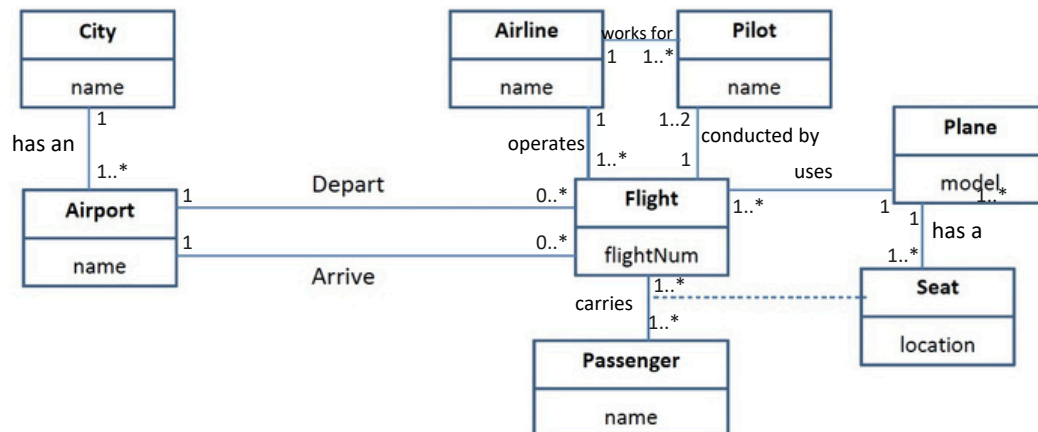 City
name
1
has an
1..*
Airport
name
1
Depart
0..*
1
Arrive
0..*
Airline
name
works for
1
1..*
Pilot
name
1
operates
1..*
1..2
conducted by
1
Flight
flightNum
uses
1..*
1
Plane
model
1..*
1
has a
1..*
Seat
location
1..*
carries
1..*
Passenger
name